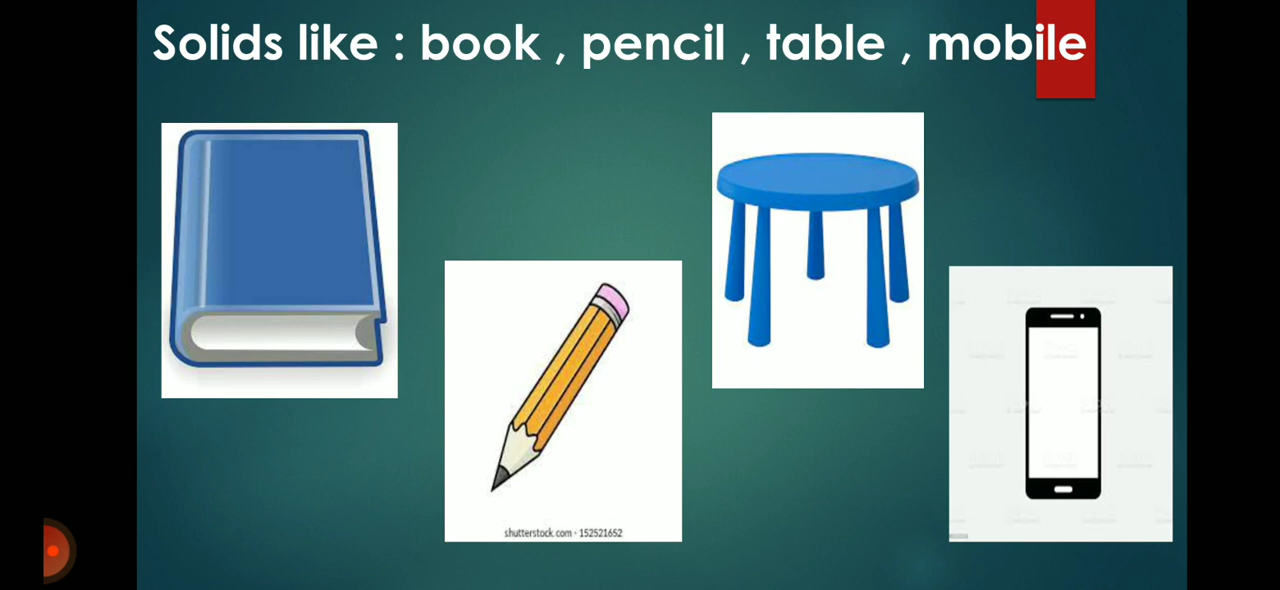 Solids like : book , pencil , table , mobile
shutterstock.com · 152521652